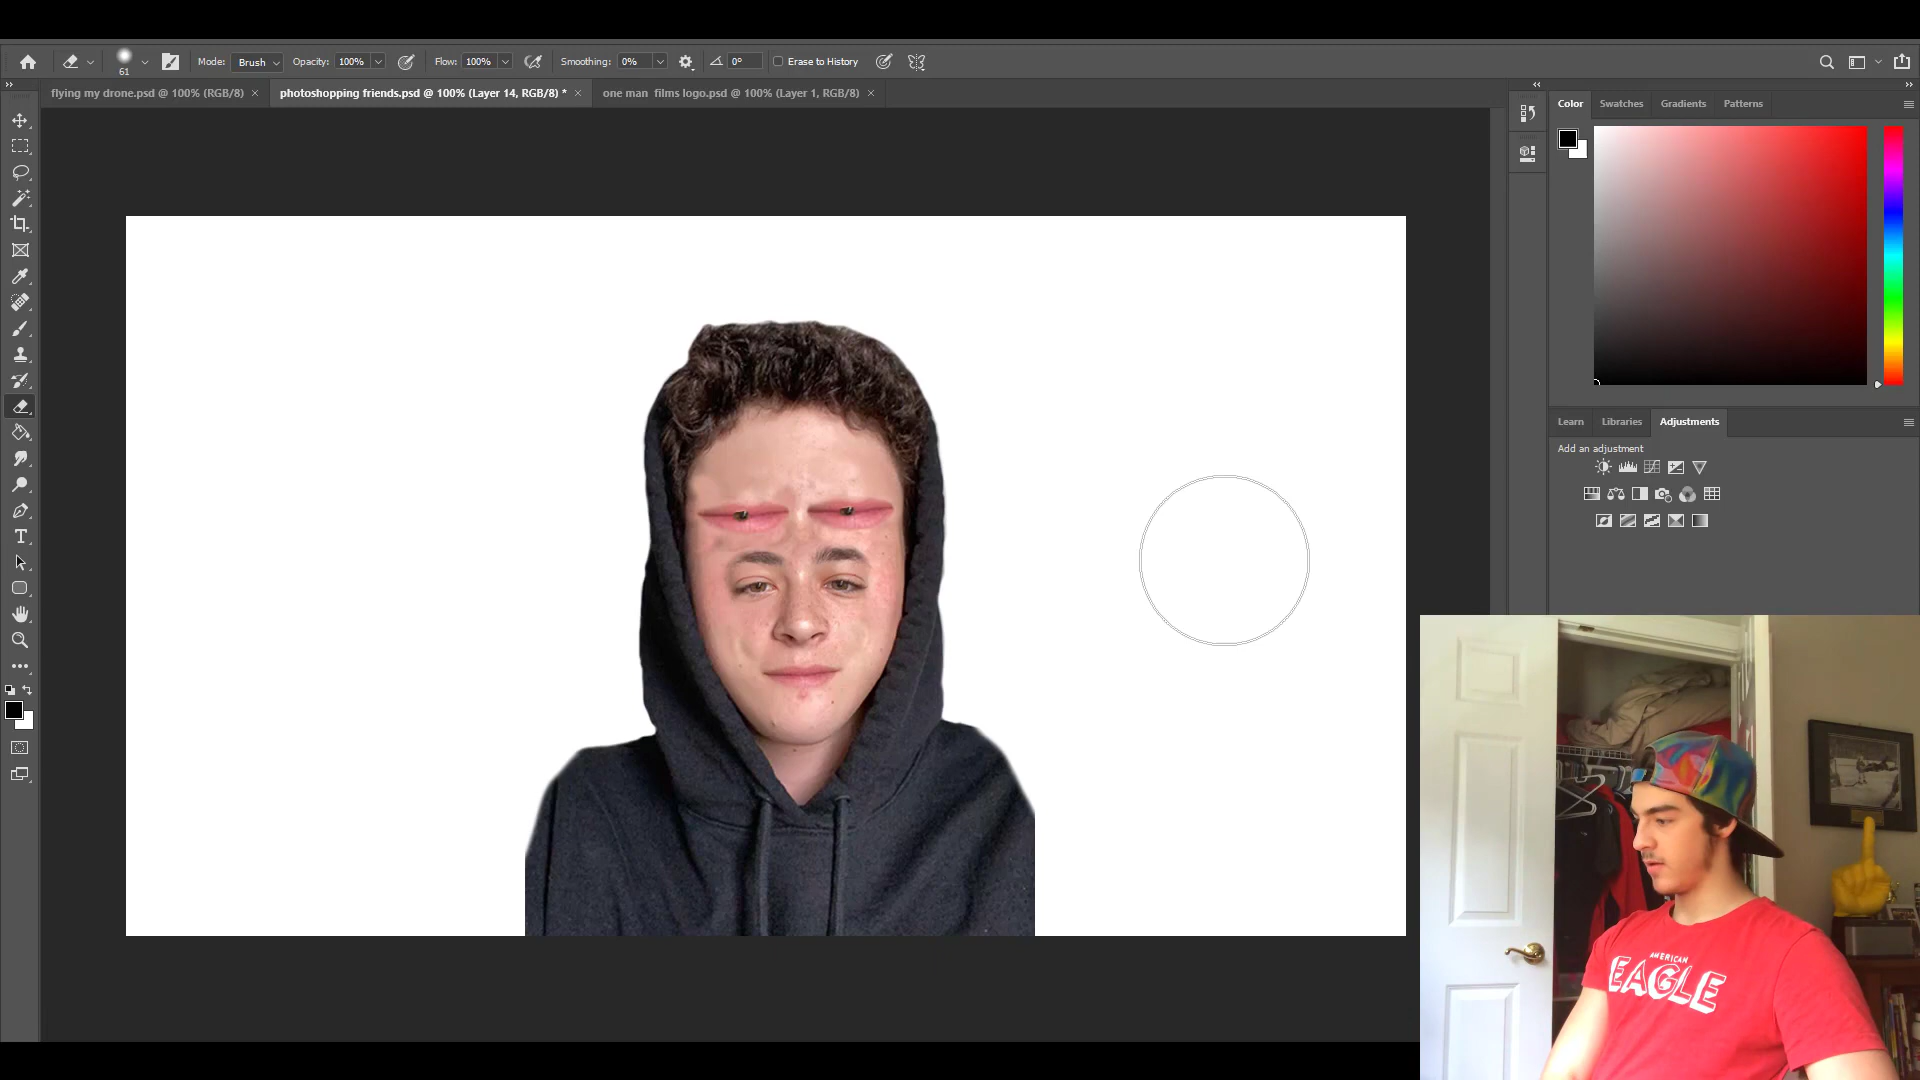 61
Mode: Brush Opacity: 100% Flow: 100% Smoothing: 0% 0° Erase to History
flying my drone.psd @ 100% (RGB/8) × photoshopping friends.psd @ 100% (Layer 14, RGB/8) * × one man films logo.psd @ 100% (Layer 1, RGB/8) ×
Color Swatches Gradients Patterns
Learn Libraries Adjustments
Add an adjustment
AMERICAN
EAGLE